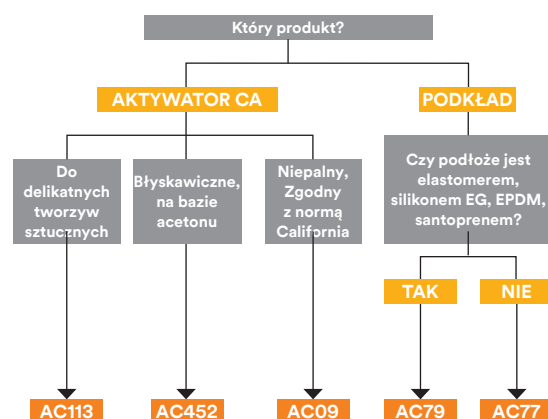 Który produkt?
AKTYWATOR CA
PODKŁAD
Do
delikatnych
tworzyw
sztucznych
Błyskawiczne,
na bazie
acetonu
Niepalny,
Zgodny
z normą
California
Czy podłoże jest
elastomerem,
silikonem EG, EPDM,
santoprenem?
TAK
NIE
AC113
AC452
AC09
AC79
AC77